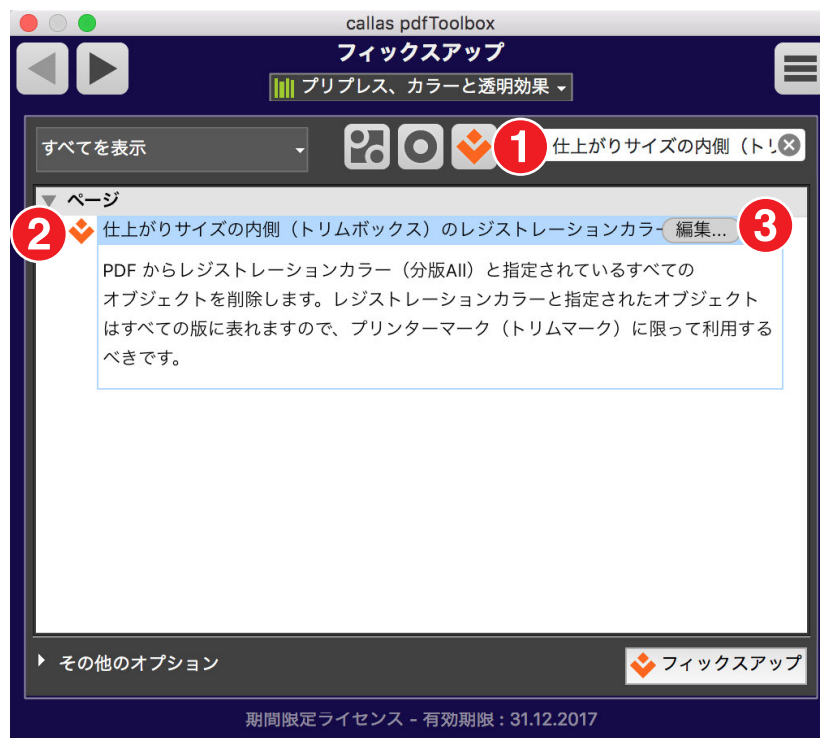 callas pdfToolbox
フィックスアップ
プリプレス、カラーと透明効果
すべてを表示
1
仕上がりサイズの内側（トリ
ページ
2
仕上がりサイズの内側（トリムボックス）のレジストレーションカラー
編集...
3
PDF からレジストレーションカラー（分版All）と指定されているすべての
オブジェクトを削除します。レジストレーションカラーと指定されたオブジェクト
はすべての版に表れますので、プリンターマーク（トリムマーク）に限って利用する
べきです。
その他のオプション
フィックスアップ
期間限定ライセンス - 有効期限 : 31.12.2017